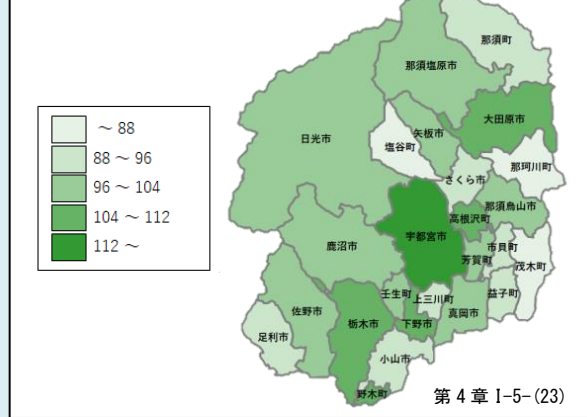 ～ 88
88 ～ 96
96 ～ 104
104 ～ 112
112 ～
那須町
那須塩原市
大田原市
日光市
矢板市
塩谷町
那珂川町
さくら市
那須烏山市
高根沢町
宇都宮市
市貝町
鹿沼市
芳賀町
茂木町
壬生町
上三川町
益子町
佐野市
真岡市
栃木市
下野市
足利市
小山市
野木町
第４章 Ⅰ-5-(23)